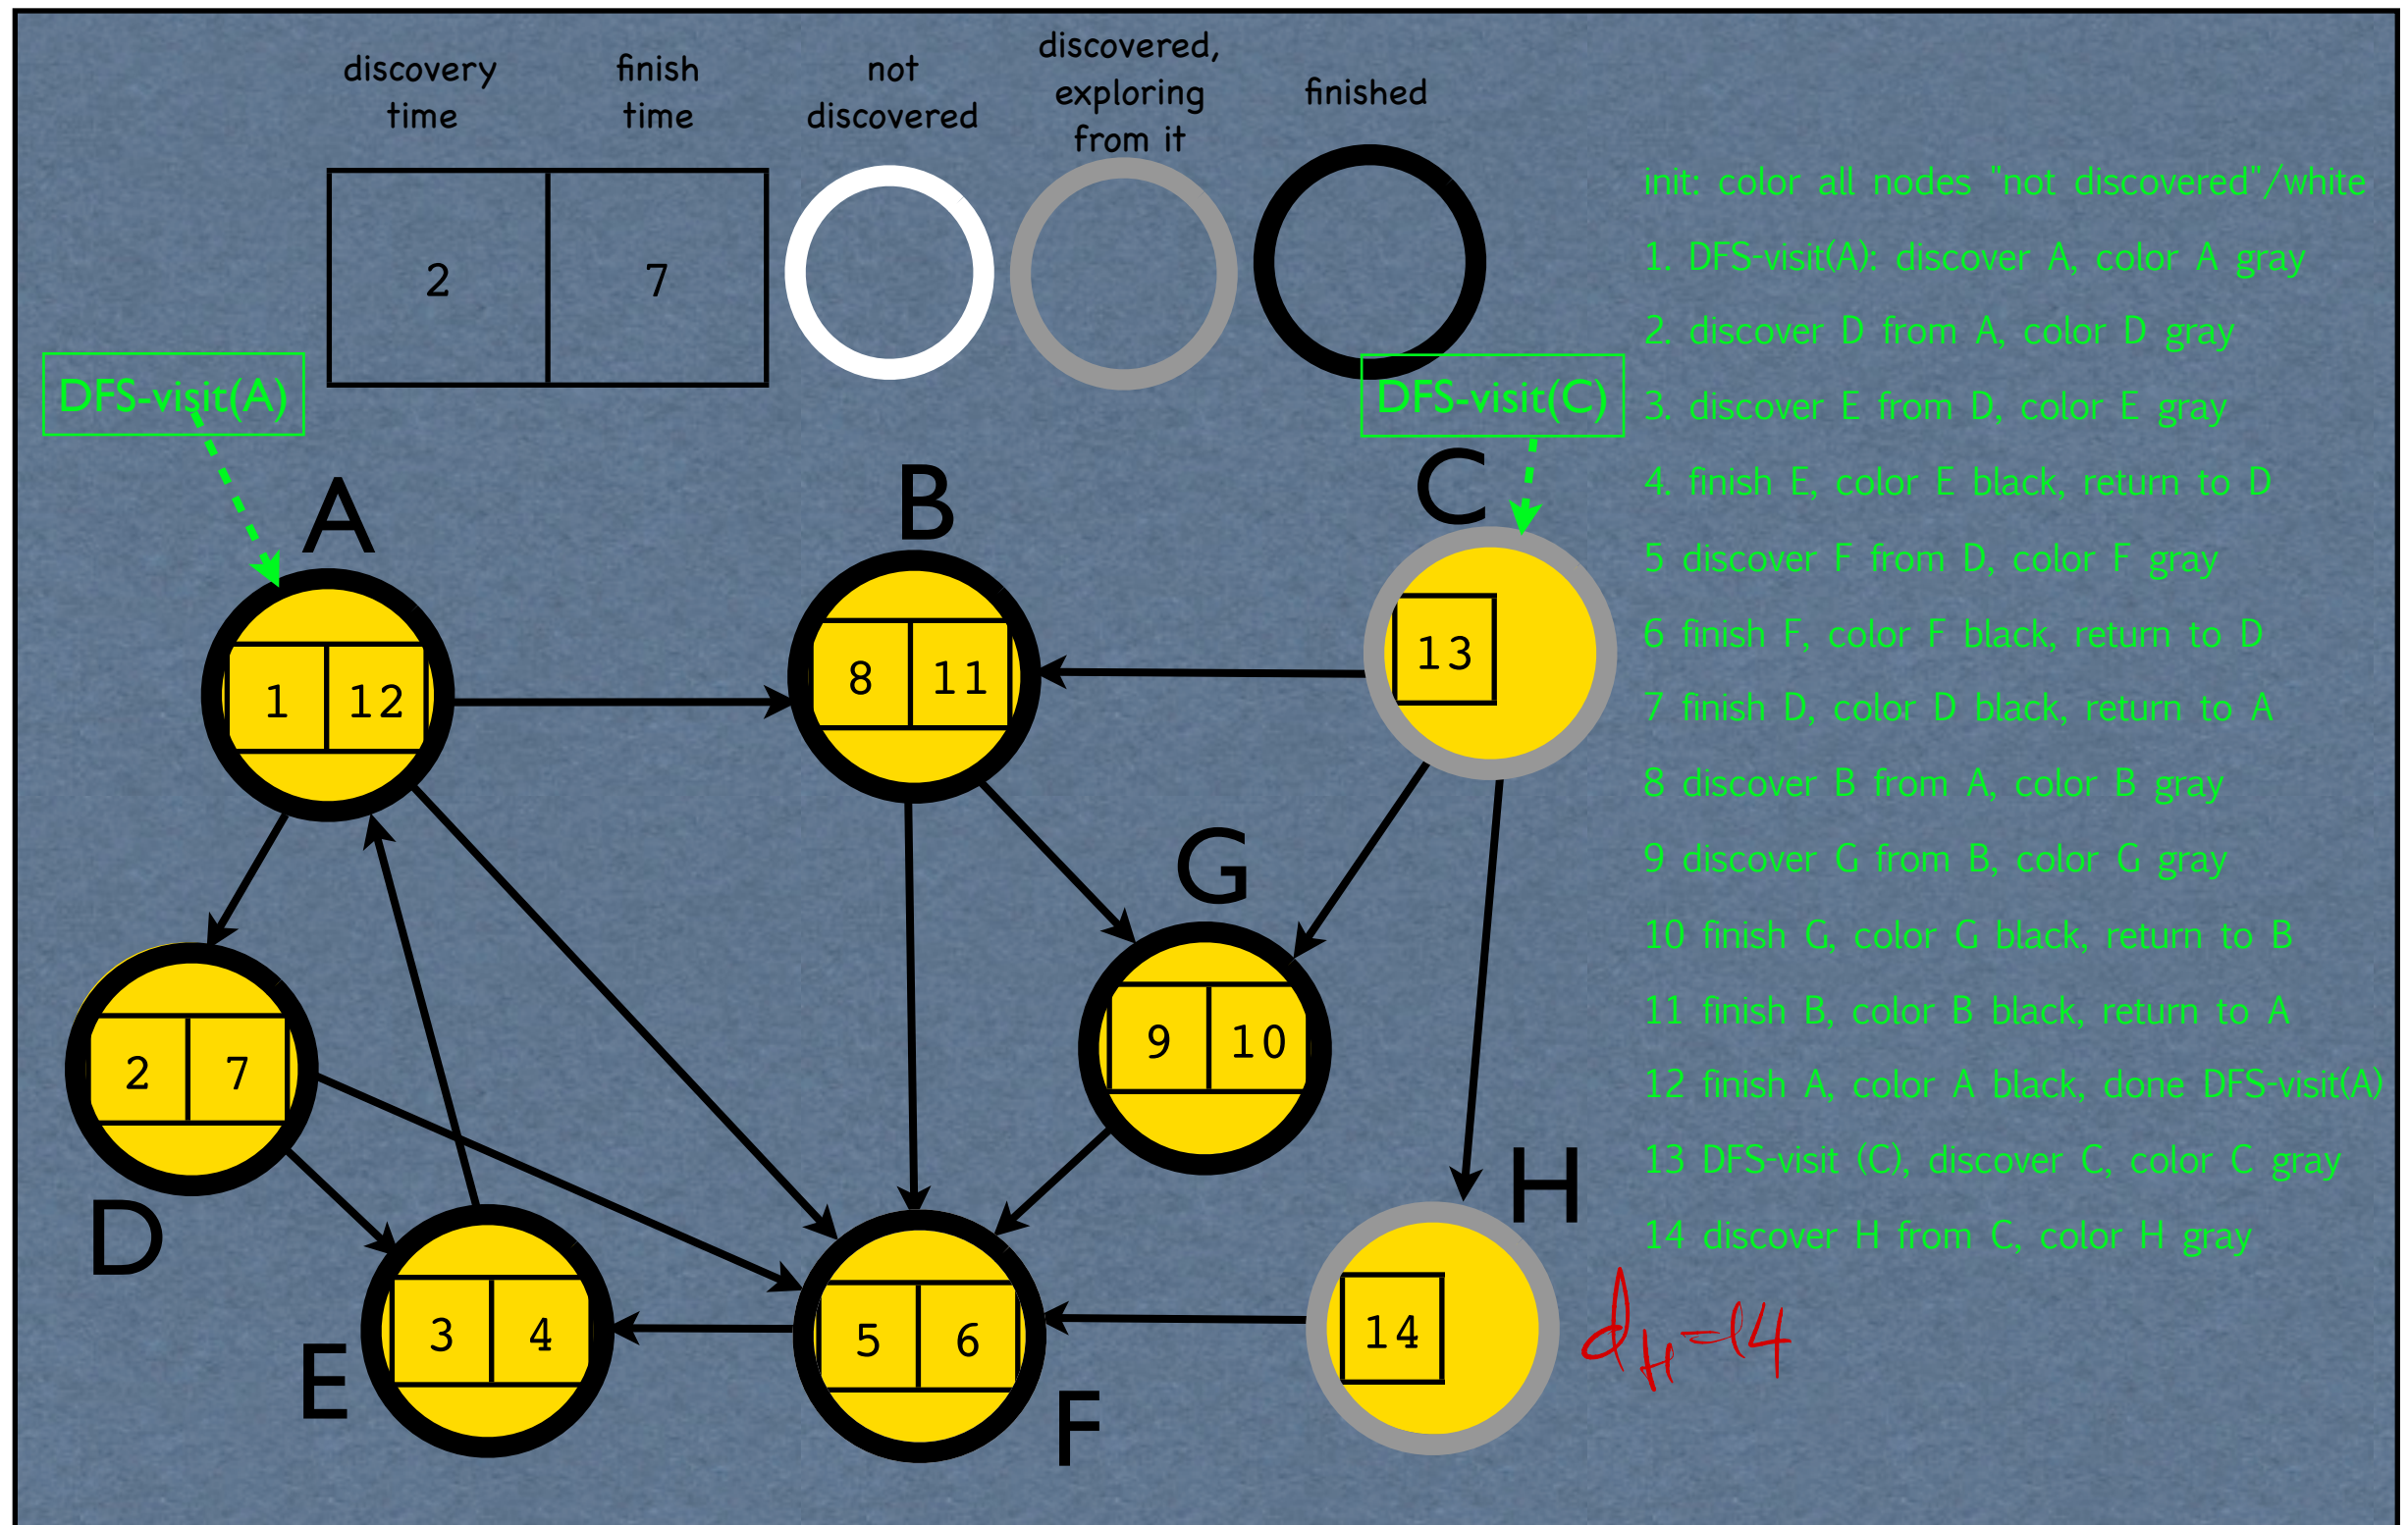 discovery
time
finish
time
not
discovered
discovered,
exploring
from it
finished
2
7
init: color all nodes "not discovered"/white
1. DFS-visit(A): discover A, color A gray
2. discover D from A, color D gray
3. discover E from D, color E gray
4. finish E, color E black, return to D
5 discover F from D, color F gray
6 finish F, color F black, return to D
7 finish D, color D black, return to A
8 discover B from A, color B gray
9 discover G from B, color G gray
10 finish G, color G black, return to B
11 finish B, color B black, return to A
12 finish A, color A black, done DFS-visit(A)
13 DFS-visit (C), discover C, color C gray
14 discover H from C, color H gray
DFS-visit(A)
DFS-visit(C)
A
1 12
B
8 11
C
13
G
9 10
D
2 7
E
3 4
F
5 6
H
14
dH=14